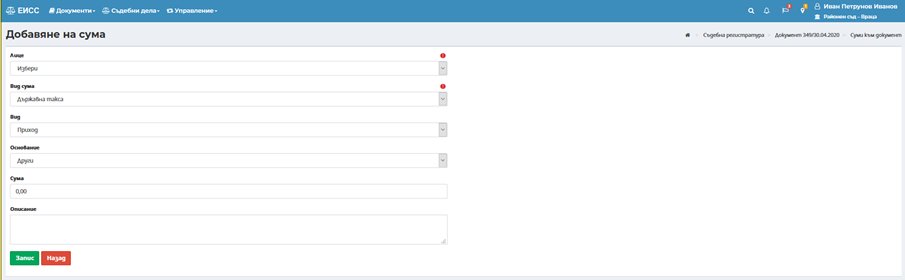 ЕИСС Документи Съдебни дела Управление Иван Петрунов Иванов
Районен съд - Враца
Добавяне на сума
Съдебна регистратура Документ 349/30.04.2020 Суми към документ
Лице
Избери
Вид сума
Държавна такса
Вид
Приход
Основание
Други
Сума
0,00
Описание
Запис Назад